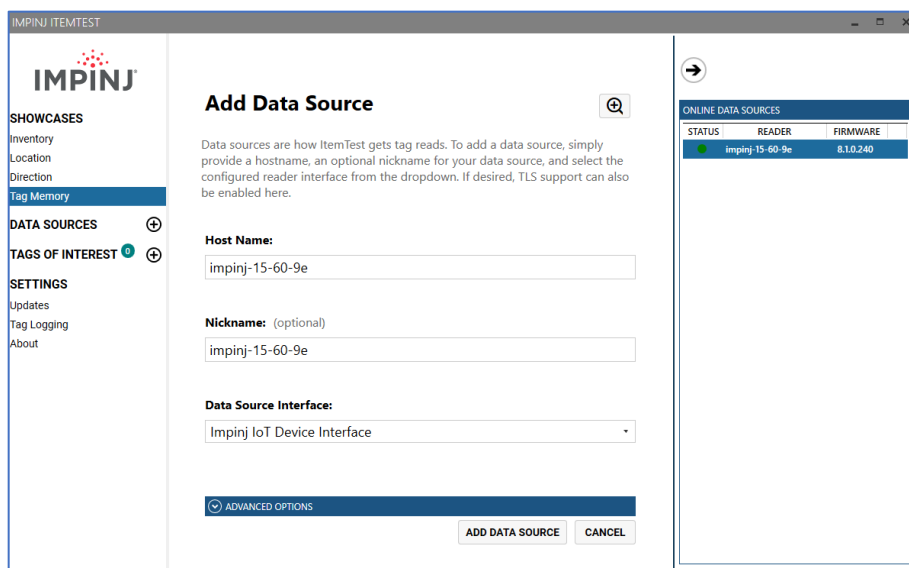 IMPINJ ITEMTEST
IMPINJ
SHOWCASES
Inventory
Location
Direction
Tag Memory
DATA SOURCES
TAGS OF INTEREST 0
SETTINGS
Updates
Tag Logging
About
Add Data Source
Data sources are how ItemTest gets tag reads. To add a data source, simply
provide a hostname, an optional nickname for your data source, and select the
configured reader interface from the dropdown. If desired, TLS support can also
be enabled here.
Host Name:
impinj-15-60-9e
Nickname: (optional)
impinj-15-60-9e
Data Source Interface:
Impinj IoT Device Interface
ADVANCED OPTIONS
ADD DATA SOURCE CANCEL
ONLINE DATA SOURCES
STATUS READER FIRMWARE
impinj-15-60-9e 8.1.0.240